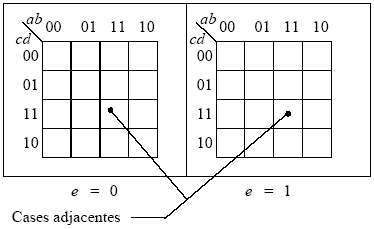 ab ab
cd 00 01 11 10 cd 00 01 11 10
00 00
01 01
11 11
10 10
e = 0 e = 1
Cases adjacentes